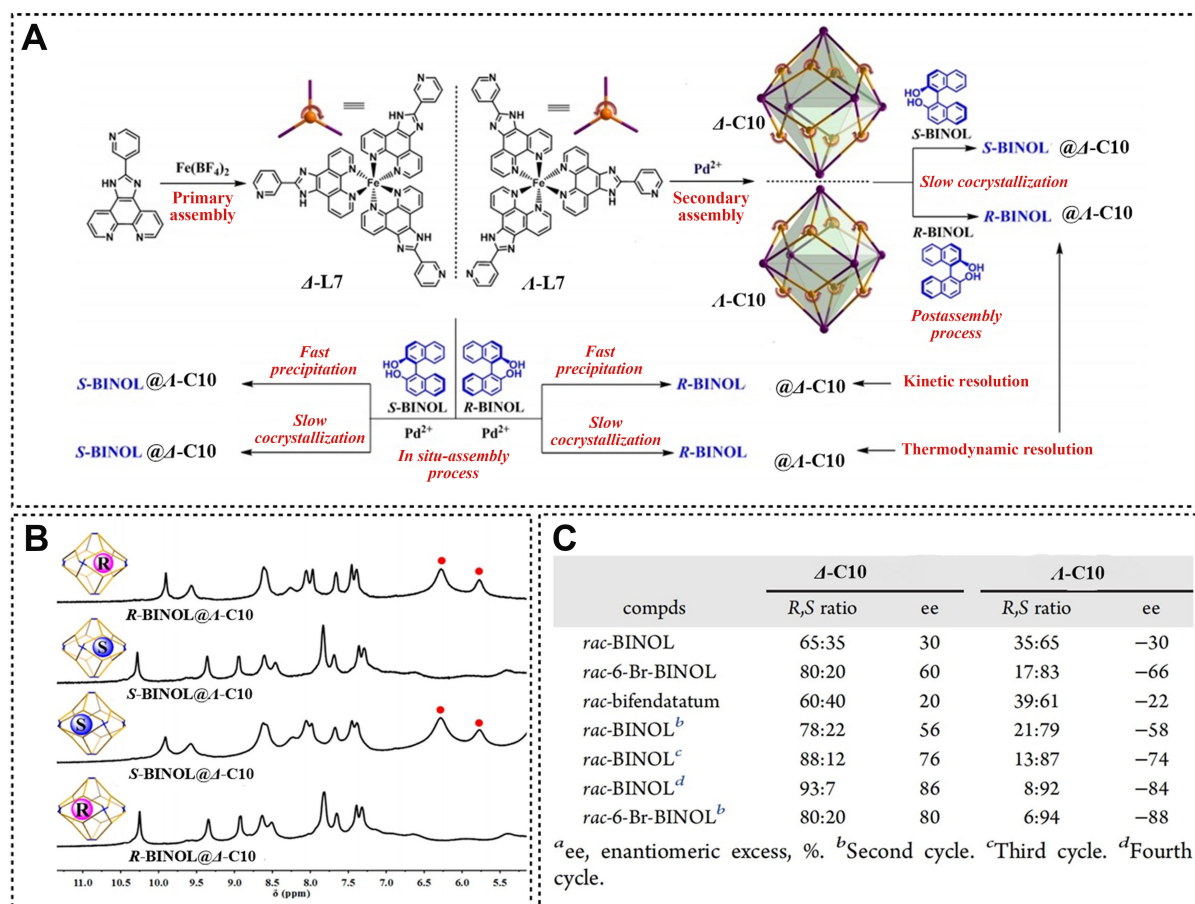 A
Fe(BF4)2
Primary
assembly
Δ-L7
Λ-L7
Pd2+
Secondary
assembly
Δ-C10
Λ-C10
S-BINOL
R-BINOL
S-BINOL @Λ-C10
Slow cocrystallization
R-BINOL @Δ-C10
Postassembly
process
Fast
precipitation
S-BINOL @Λ-C10
Slow
cocrystallization
S-BINOL @Λ-C10
S-BINOL
Pd2+
R-BINOL
Pd2+
In situ-assembly
process
Fast
precipitation
R-BINOL @Δ-C10
Kinetic resolution
Slow
cocrystallization
R-BINOL @Δ-C10
Thermodynamic resolution
B
R
R-BINOL@Δ-C10
S
S-BINOL@Δ-C10
S
S-BINOL@Λ-C10
R
R-BINOL@Λ-C10
11.0 10.5 10.0 9.5 9.0 8.5 8.0 7.5 7.0 6.5 6.0 5.5
δ (ppm)
C
Δ-C10 Λ-C10
compds R,S ratio ee R,S ratio ee
rac-BINOL 65:35 30 35:65 −30
rac-6-Br-BINOL 80:20 60 17:83 −66
rac-bifendatatum 60:40 20 39:61 −22
rac-BINOLb 78:22 56 21:79 −58
rac-BINOLc 88:12 76 13:87 −74
rac-BINOLd 93:7 86 8:92 −84
rac-6-Br-BINOLb 80:20 80 6:94 −88
aee, enantiomeric excess, %. bSecond cycle. cThird cycle. dFourth
cycle.